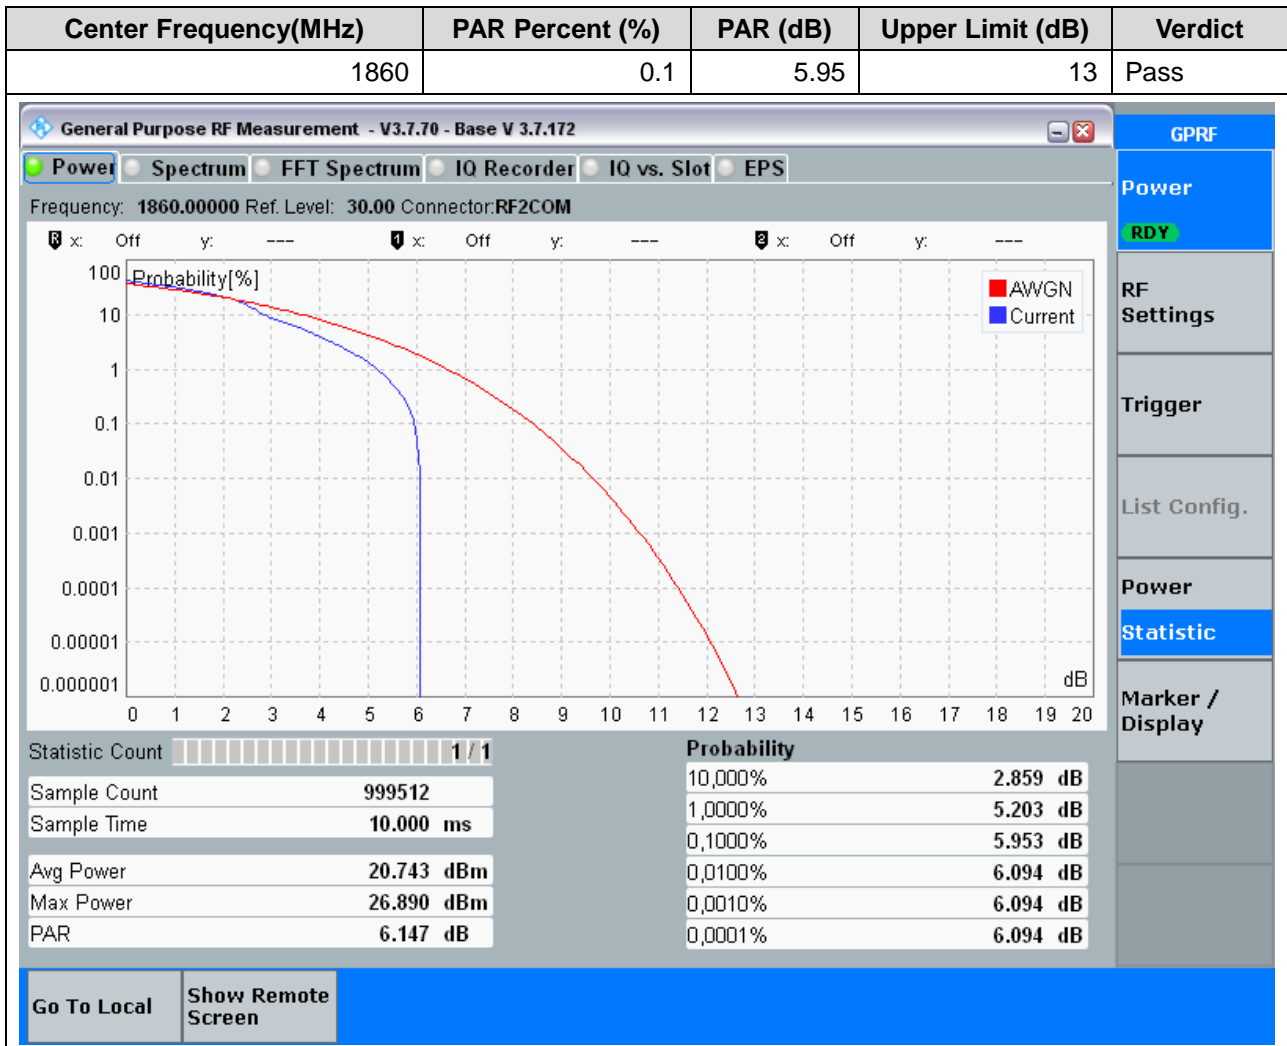 Center Frequency(MHz) PAR Percent (%) PAR (dB) Upper Limit (dB) Verdict
1860 0.1 5.95 13 Pass
General Purpose RF Measurement - V3.7.70 - Base V 3.7.172
GPRF
Power Spectrum FFT Spectrum IQ Recorder IQ vs. Slot EPS
Power
RDY
Frequency: 1860.00000 Ref. Level: 30.00 Connector:RF2COM
R x: Off y: --- 1 x: Off y: --- 2 x: Off y: ---
Probability[%]
AWGN
Current
100
10
1
0.1
0.01
0.001
0.0001
0.00001
0.000001
dB
0 1 2 3 4 5 6 7 8 9 10 11 12 13 14 15 16 17 18 19 20
RF
Settings
Trigger
List Config.
Power
Statistic
Marker /
Display
Statistic Count 1 / 1
Sample Count 999512
Sample Time 10.000 ms
Avg Power 20.743 dBm
Max Power 26.890 dBm
PAR 6.147 dB
Probability
10,000% 2.859 dB
1,0000% 5.203 dB
0,1000% 5.953 dB
0,0100% 6.094 dB
0,0010% 6.094 dB
0,0001% 6.094 dB
Go To Local
Show Remote
Screen